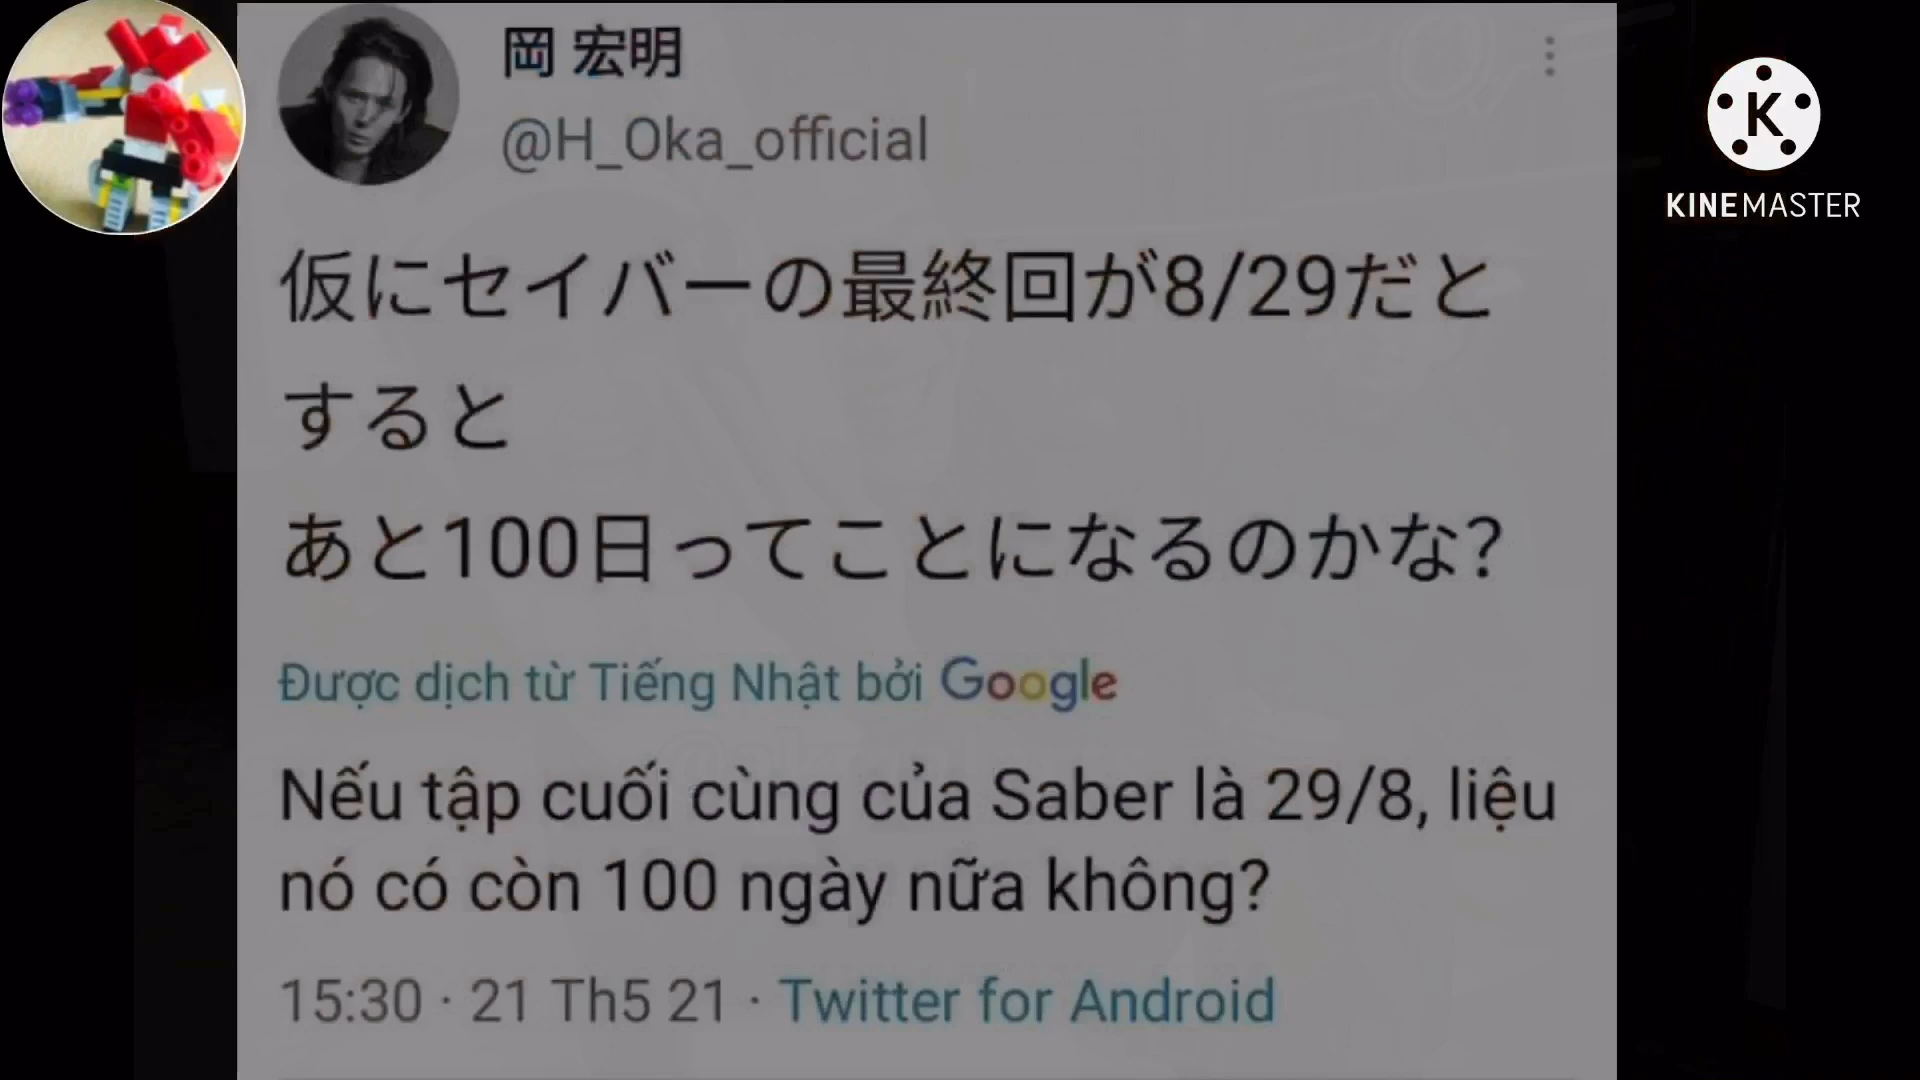 岡 宏明
@H_Oka_official
K
KINEMASTER
仮にセイバーの最終回が8/29だと
すると
あと100日ってことになるのかな?
Được dịch từ Tiếng Nhật bởi Google
Nếu tập cuối cùng của Saber là 29/8, liệu
nó có còn 100 ngày nữa không?
15:30 · 21 Th5 21 · Twitter for Android